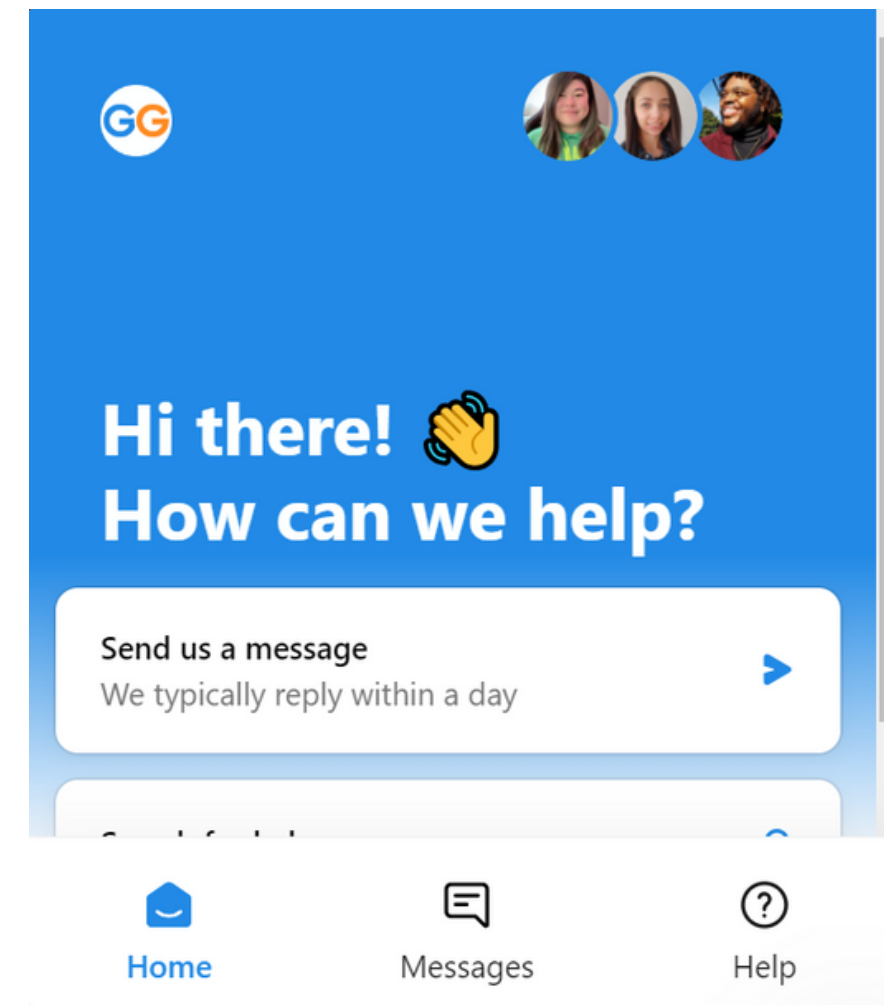 GG
Hi there! 👋
How can we help?
Send us a message
We typically reply within a day
Home
Messages
Help